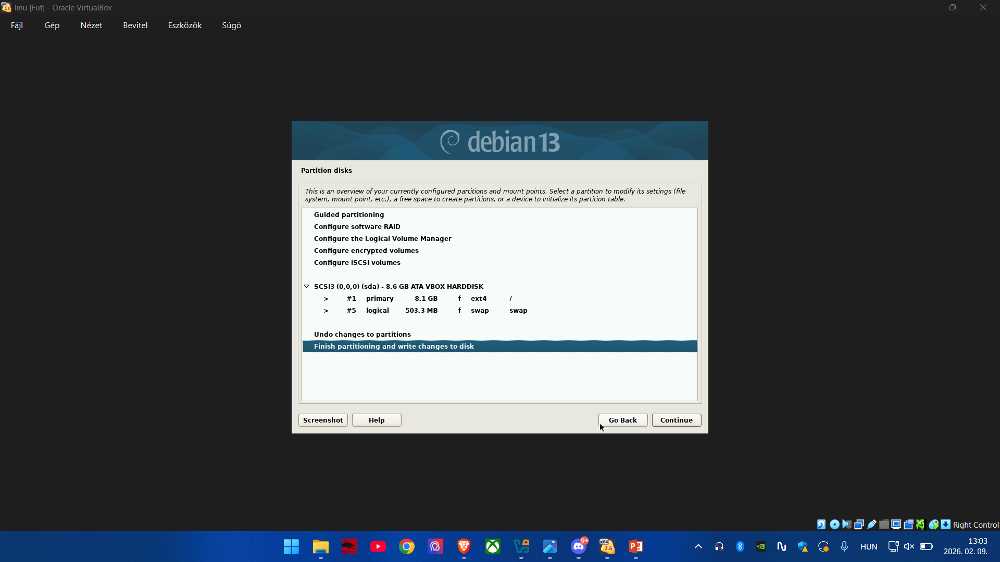 linu [Fut] - Oracle VirtualBox
Fájl Gép Nézet Bevitel Eszközök Súgó
debian 13
Partition disks
This is an overview of your currently configured partitions and mount points. Select a partition to modify its settings (file
system, mount point, etc.), a free space to create partitions, or a device to initialize its partition table.
Guided partitioning
Configure software RAID
Configure the Logical Volume Manager
Configure encrypted volumes
Configure iSCSI volumes
SCSI3 (0,0,0) (sda) - 8.6 GB ATA VBOX HARDDISK
> #1 primary 8.1 GB f ext4 /
> #5 logical 503.3 MB f swap swap
Undo changes to partitions
Finish partitioning and write changes to disk
Screenshot Help Go Back Continue
Right Control
9+
x64
2.6
HUN
13:03
2026. 02. 09.